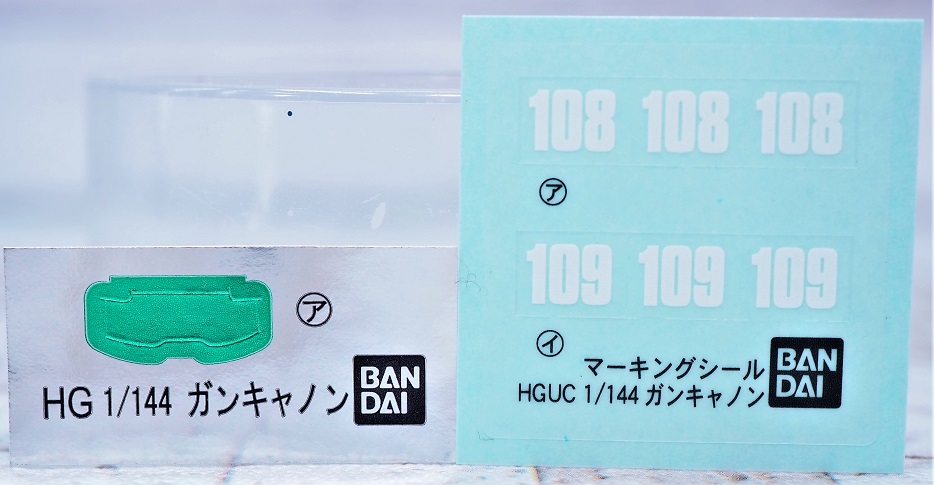 ㋐
HG 1/144 ガンキャノン
BAN
DAI
108 108 108
㋐
109 109 109
㋑
マーキングシール
HGUC 1/144 ガンキャノン
BAN
DAI